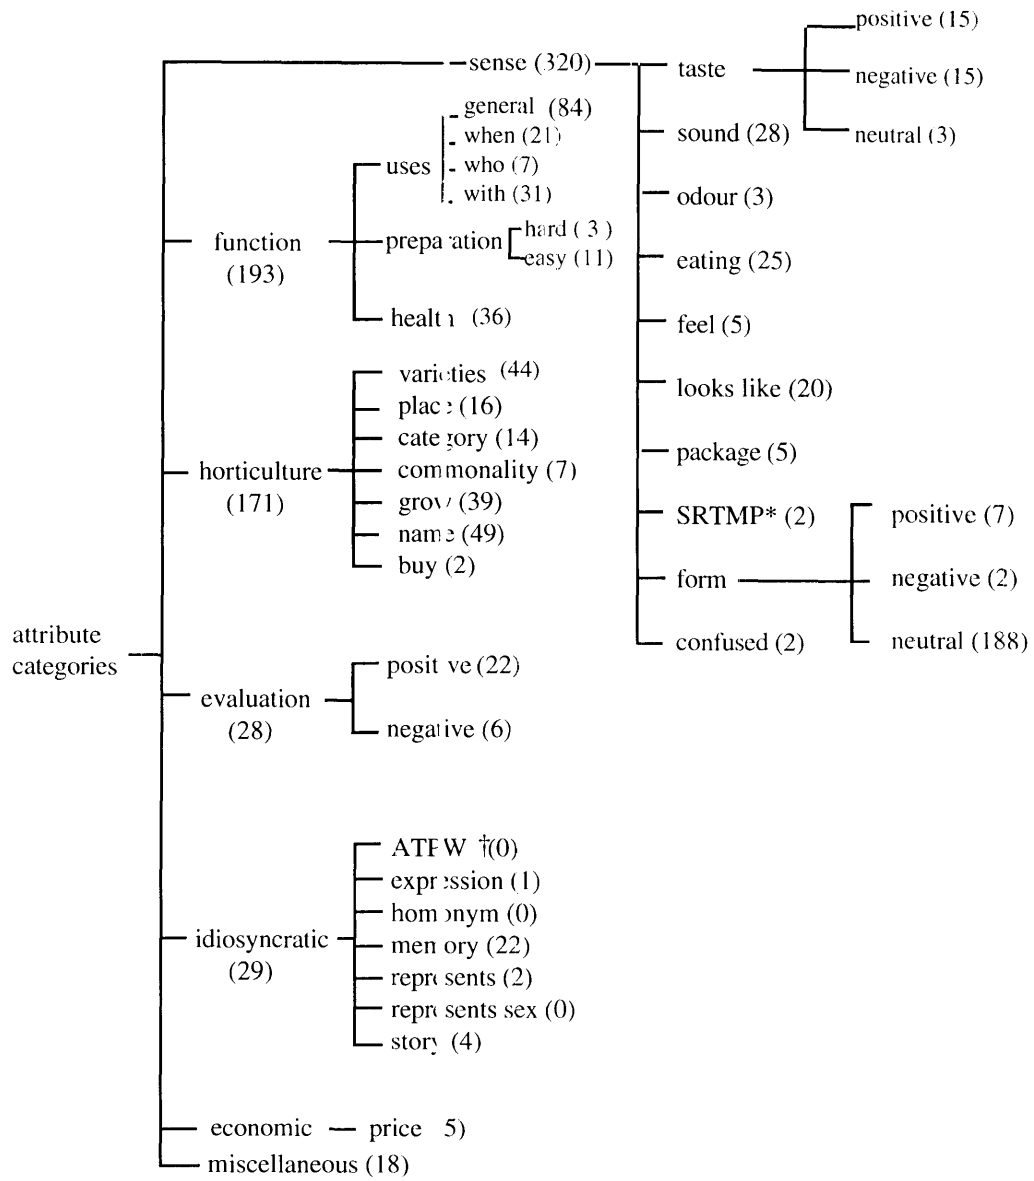 attribute
categories
sense (320)
taste
positive (15)
negative (15)
neutral (3)
sound (28)
odour (3)
eating (25)
feel (5)
looks like (20)
package (5)
SRTMP* (2)
form
positive (7)
negative (2)
neutral (188)
confused (2)
function
(193)
uses
general (84)
when (21)
who (7)
with (31)
preparation
hard (3)
easy (11)
health (36)
horticulture
(171)
varieties (44)
place (16)
category (14)
commonality (7)
grow (39)
name (49)
buy (2)
evaluation
(28)
positive (22)
negative (6)
idiosyncratic
(29)
†(0)
expression (1)
homonym (0)
memory (22)
represents (2)
represents sex (0)
story (4)
economic
price 5)
miscellaneous (18)